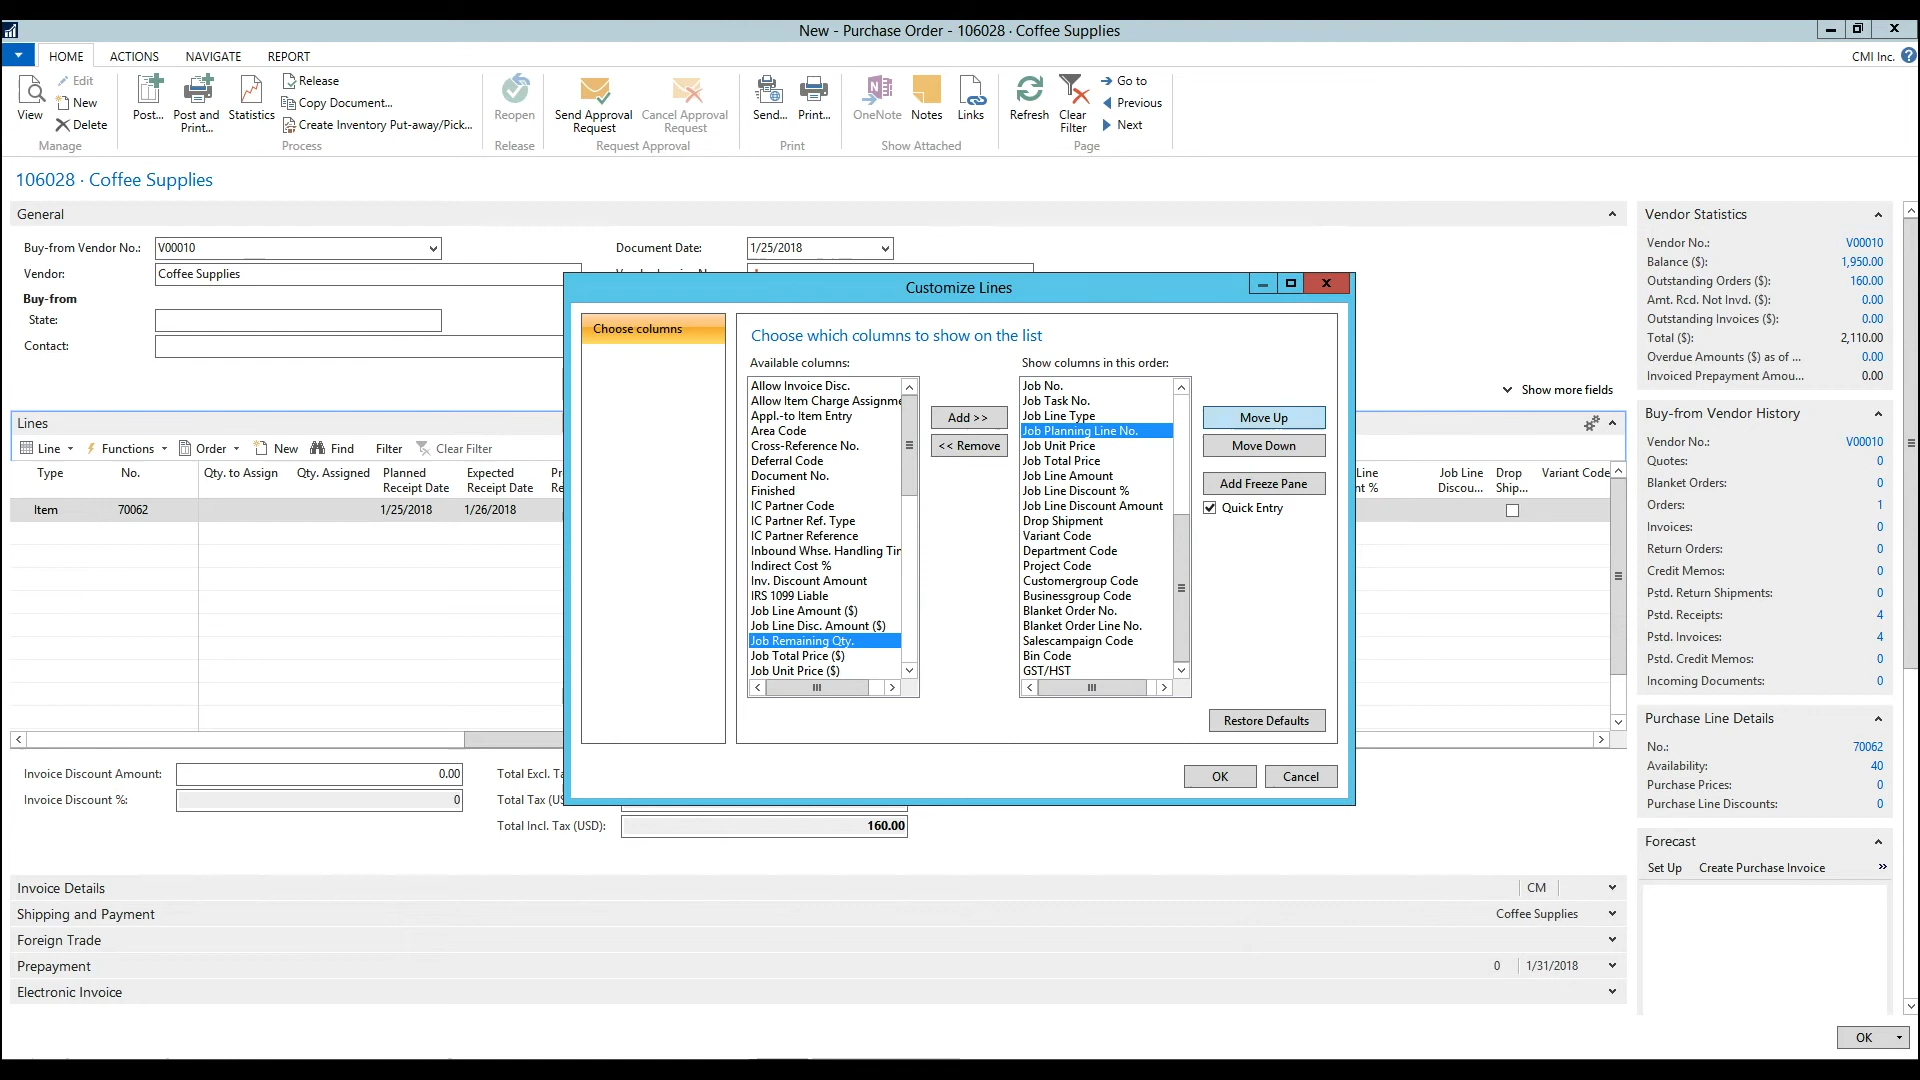 New - Purchase Order - 106028 · Coffee Supplies
HOME ACTIONS NAVIGATE REPORT
CMI Inc.
View
Edit
New
Delete
Manage
Post...
Post and Print...
Statistics
Release
Copy Document...
Create Inventory Put-away/Pick...
Process
Reopen
Release
Send Approval Request
Cancel Approval Request
Request Approval
Send...
Print...
Print
OneNote
Notes
Links
Show Attached
Refresh
Clear Filter
Go to
Previous
Next
Page
106028 · Coffee Supplies
General
Buy-from Vendor No.: V00010
Document Date: 1/25/2018
Vendor: Coffee Supplies
Buy-from
State:
Contact:
Show more fields
Lines
Line Functions Order New Find Filter Clear Filter
Type No. Qty. to Assign Qty. Assigned Planned Receipt Date Expected Receipt Date
Job Line Discou... Drop Ship... Variant Code
Item 70062 1/25/2018 1/26/2018
Invoice Discount Amount: 0.00
Invoice Discount %: 0
Total Excl. Ta
Total Tax (US
Total Incl. Tax (USD): 160.00
Invoice Details CM
Shipping and Payment Coffee Supplies
Foreign Trade
Prepayment 0 1/31/2018
Electronic Invoice
Customize Lines
Choose columns
Choose which columns to show on the list
Available columns:
Allow Invoice Disc.
Allow Item Charge Assignme
Appl.-to Item Entry
Area Code
Cross-Reference No.
Deferral Code
Document No.
Finished
IC Partner Code
IC Partner Ref. Type
IC Partner Reference
Inbound Whse. Handling Tir
Indirect Cost %
Inv. Discount Amount
IRS 1099 Liable
Job Line Amount ($)
Job Line Disc. Amount ($)
Job Remaining Qty.
Job Total Price ($)
Job Unit Price ($)
Add >>
<< Remove
Show columns in this order:
Job No.
Job Task No.
Job Line Type
Job Planning Line No.
Job Unit Price
Job Total Price
Job Line Amount
Job Line Discount %
Job Line Discount Amount
Drop Shipment
Variant Code
Department Code
Project Code
Customergroup Code
Businessgroup Code
Blanket Order No.
Blanket Order Line No.
Salescampaign Code
Bin Code
GST/HST
Move Up
Move Down
Add Freeze Pane
Quick Entry
Restore Defaults
OK Cancel
Vendor Statistics
Vendor No.: V00010
Balance ($): 1,950.00
Outstanding Orders ($): 160.00
Amt. Rcd. Not Invd. ($): 0.00
Outstanding Invoices ($): 0.00
Total ($): 2,110.00
Overdue Amounts ($) as of ... 0.00
Invoiced Prepayment Amou... 0.00
Buy-from Vendor History
Vendor No.: V00010
Quotes: 0
Blanket Orders: 0
Orders: 1
Invoices: 0
Return Orders: 0
Credit Memos: 0
Pstd. Return Shipments: 0
Pstd. Receipts: 4
Pstd. Invoices: 4
Pstd. Credit Memos: 0
Incoming Documents: 0
Purchase Line Details
No.: 70062
Availability: 40
Purchase Prices: 0
Purchase Line Discounts: 0
Forecast
Set Up Create Purchase Invoice
OK